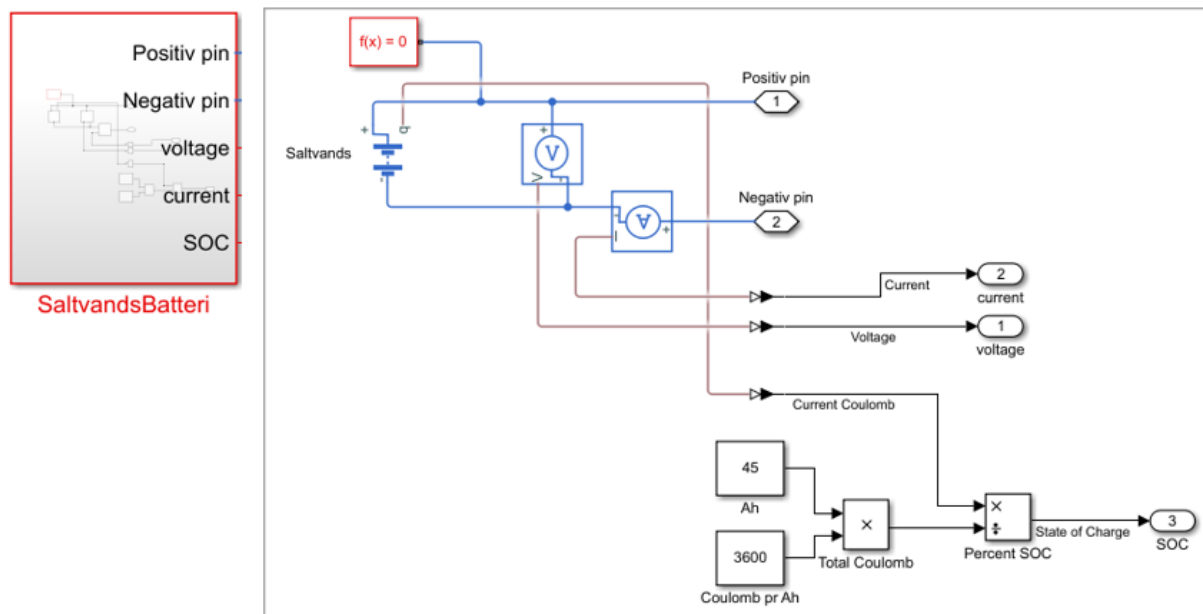 Positiv pin
Negativ pin
voltage
current
SOC
SaltvandsBatteri
f(x) = 0
Positiv pin
1
+
q
Saltvands
-
+
V
V
-
Negativ pin
2
-
A
+
I
2
Current
current
1
Voltage
voltage
Current Coulomb
45
Ah
×
×
÷
3
State of Charge
SOC
3600
Total Coulomb
Percent SOC
Coulomb pr Ah